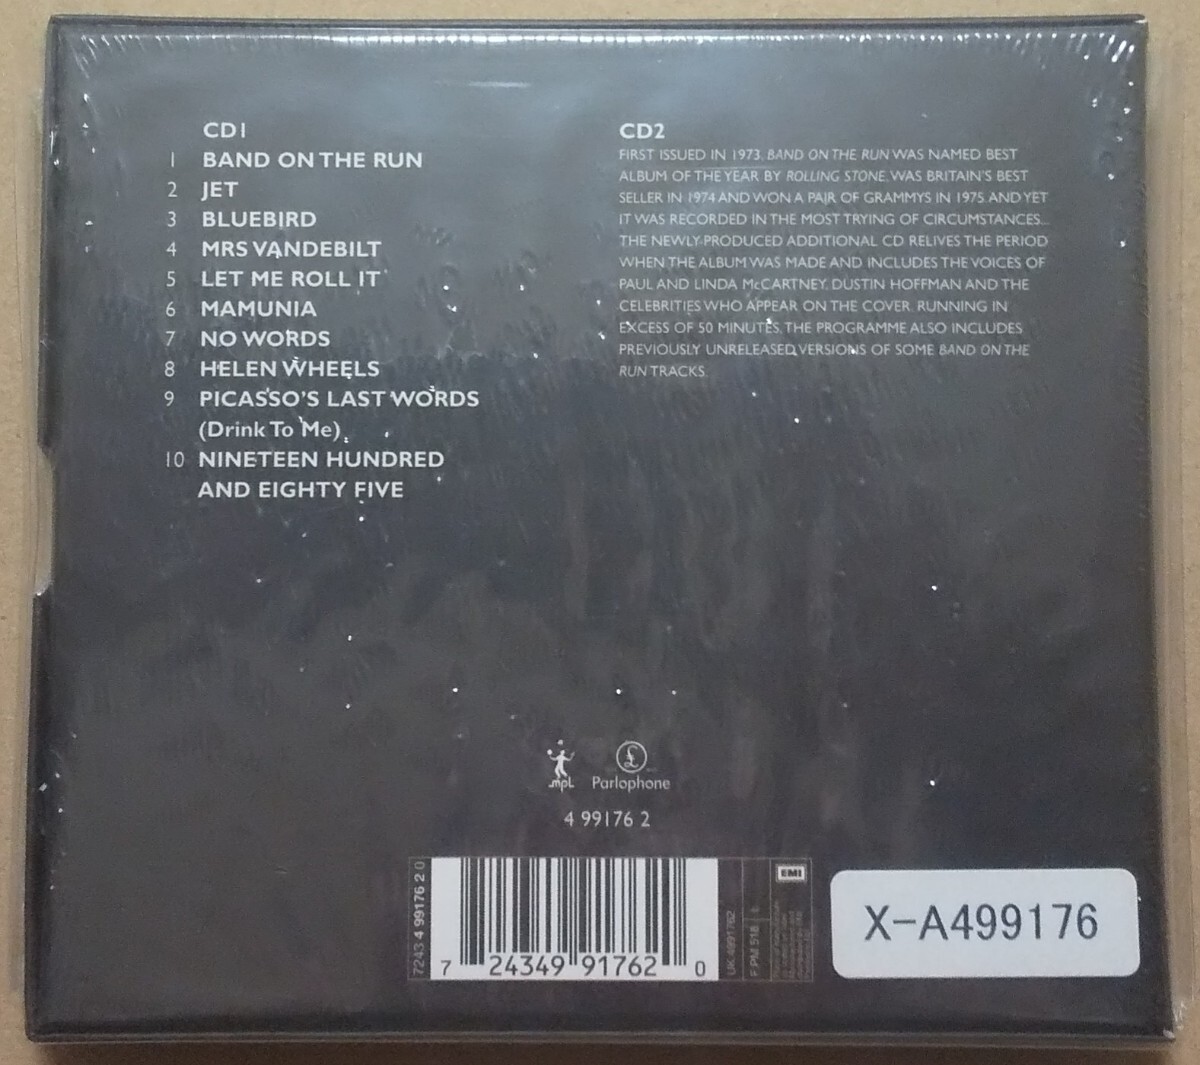 CD1
1 BAND ON THE RUN
2 JET
3 BLUEBIRD
4 MRS VANDEBILT
5 LET ME ROLL IT
6 MAMUNIA
7 NO WORDS
8 HELEN WHEELS
9 PICASSO'S LAST WORDS
(Drink To Me)
10 NINETEEN HUNDRED
AND EIGHTY FIVE
CD2
FIRST ISSUED IN 1973, BAND ON THE RUN WAS NAMED BEST
ALBUM OF THE YEAR BY ROLLING STONE, WAS BRITAIN'S BEST
SELLER IN 1974 AND WON A PAIR OF GRAMMYS IN 1975. AND YET
IT WAS RECORDED IN THE MOST TRYING OF CIRCUMSTANCES...
THE NEWLY-PRODUCED ADDITIONAL CD RELIVES THE PERIOD
WHEN THE ALBUM WAS MADE AND INCLUDES THE VOICES OF
PAUL AND LINDA McCARTNEY, DUSTIN HOFFMAN AND THE
CELEBRITIES WHO APPEAR ON THE COVER. RUNNING IN
EXCESS OF 50 MINUTES, THE PROGRAMME ALSO INCLUDES
PREVIOUSLY UNRELEASED VERSIONS OF SOME BAND ON THE
RUN TRACKS.
mpL
£
Parlophone
4 99176 2
7243 4 99176 2 0
7 24349 91762 0
UK:4991762
F:PM 518
EMI
X-A499176